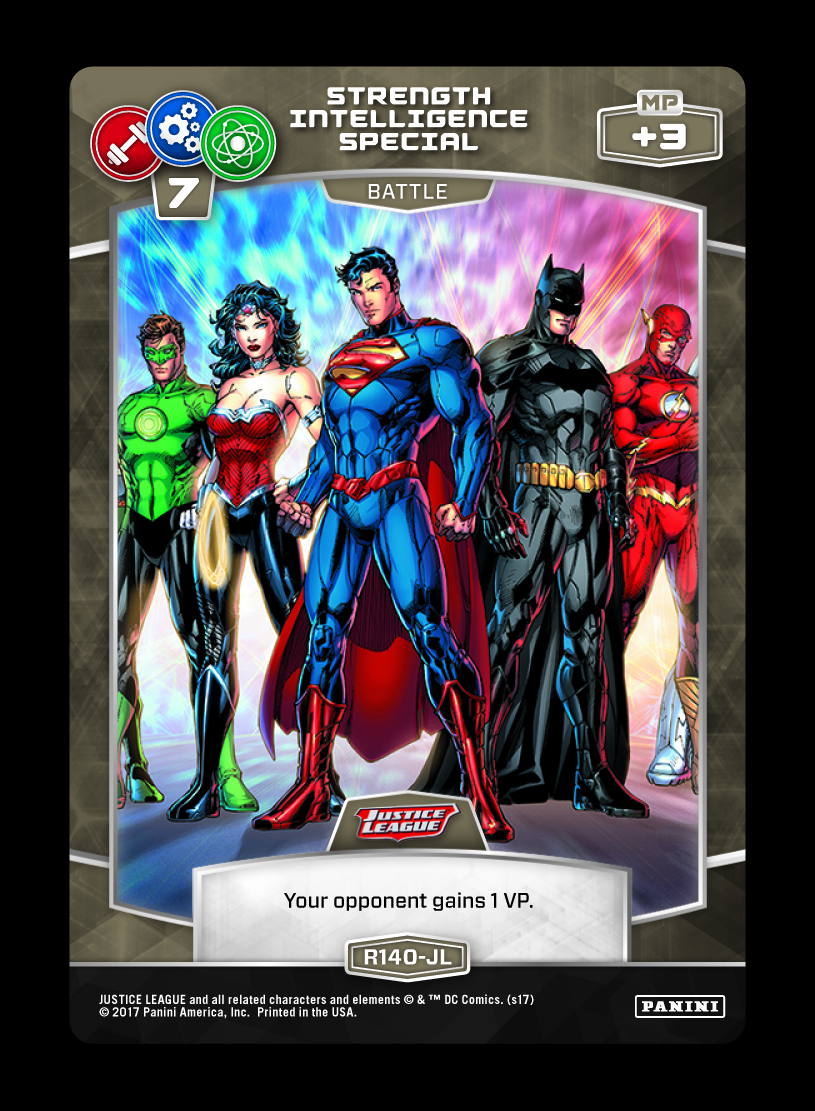 STRENGTH
INTELLIGENCE
SPECIAL
MP
+3
7
BATTLE
JUSTICE
LEAGUE
Your opponent gains 1 VP.
R140-JL
JUSTICE LEAGUE and all related characters and elements © & ™ DC Comics. (s17)
© 2017 Panini America, Inc.  Printed in the USA.
PANINI